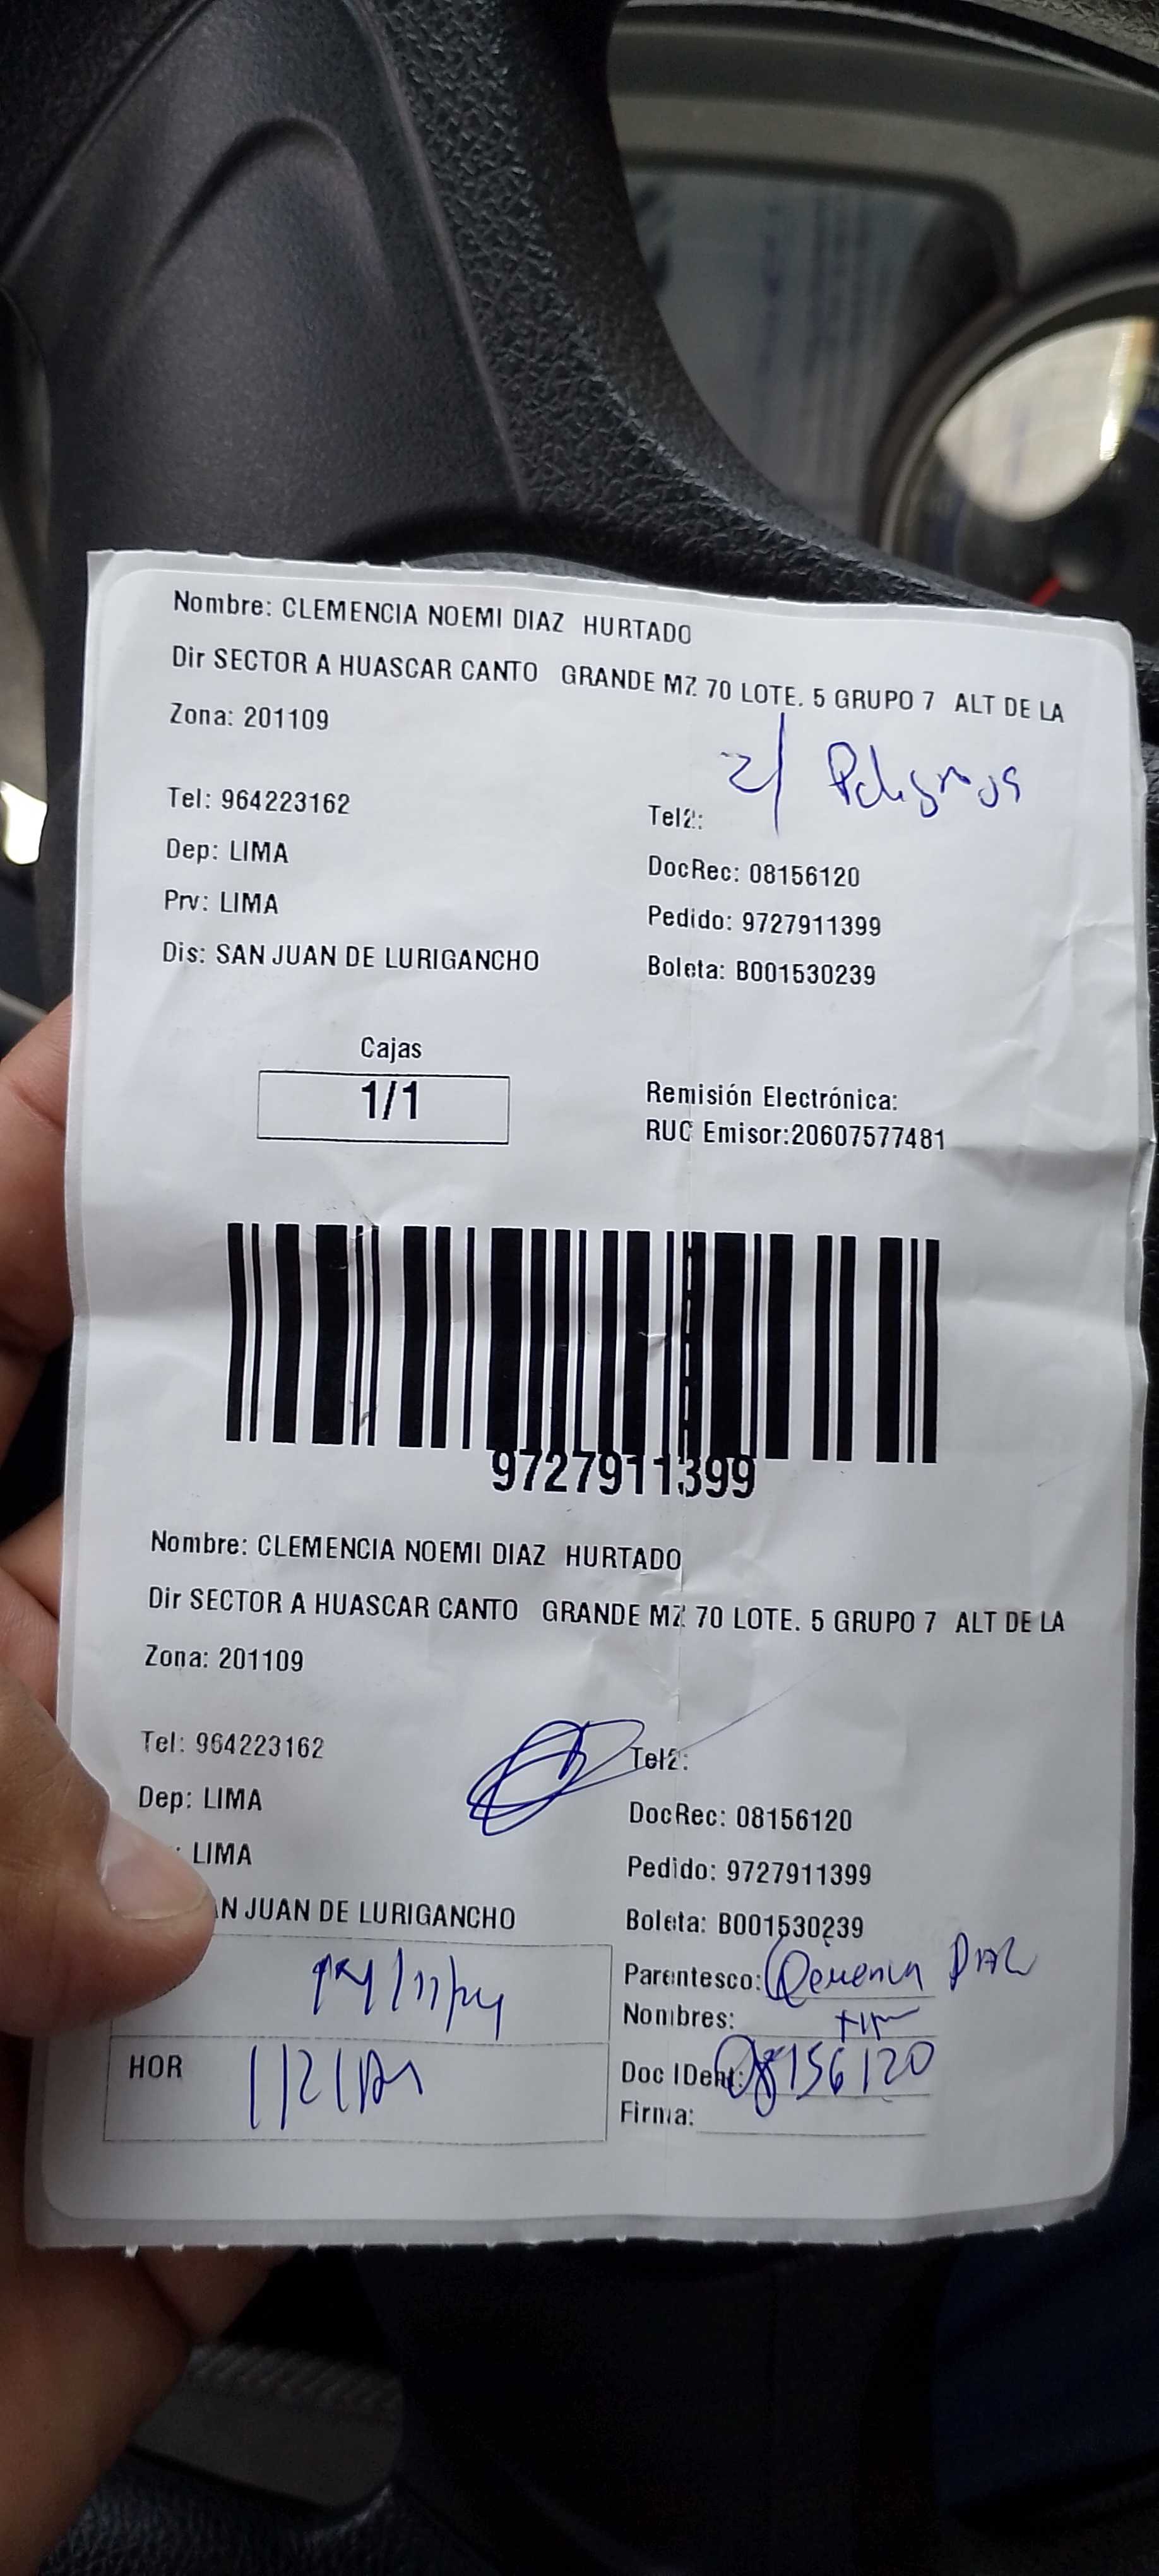 Nombre: CLEMENCIA NOEMI DIAZ HURTADO
Dir SECTOR A HUASCAR CANTO GRANDE MZ 70 LOTE. 5 GRUPO 7 ALT DE LA
Zona: 201109
z/ Peligrosa
Tel: 964223162 Tel2:
Dep: LIMA DocRec: 08156120
Prv: LIMA Pedido: 9727911399
Dis: SAN JUAN DE LURIGANCHO Boleta: B001530239
Cajas
1/1
Remisión Electrónica:
RUC Emisor:20607577481
9727911399
Nombre: CLEMENCIA NOEMI DIAZ HURTADO
Dir SECTOR A HUASCAR CANTO GRANDE MZ 70 LOTE. 5 GRUPO 7 ALT DE LA
Zona: 201109
Tel: 964223162 Tel2:
Dep: LIMA DocRec: 08156120
: LIMA Pedido: 9727911399
AN JUAN DE LURIGANCHO Boleta: B001530239
Parentesco: Clemencia Diaz
Nombres:
HOR Doc IDent: 08156120
Firma: